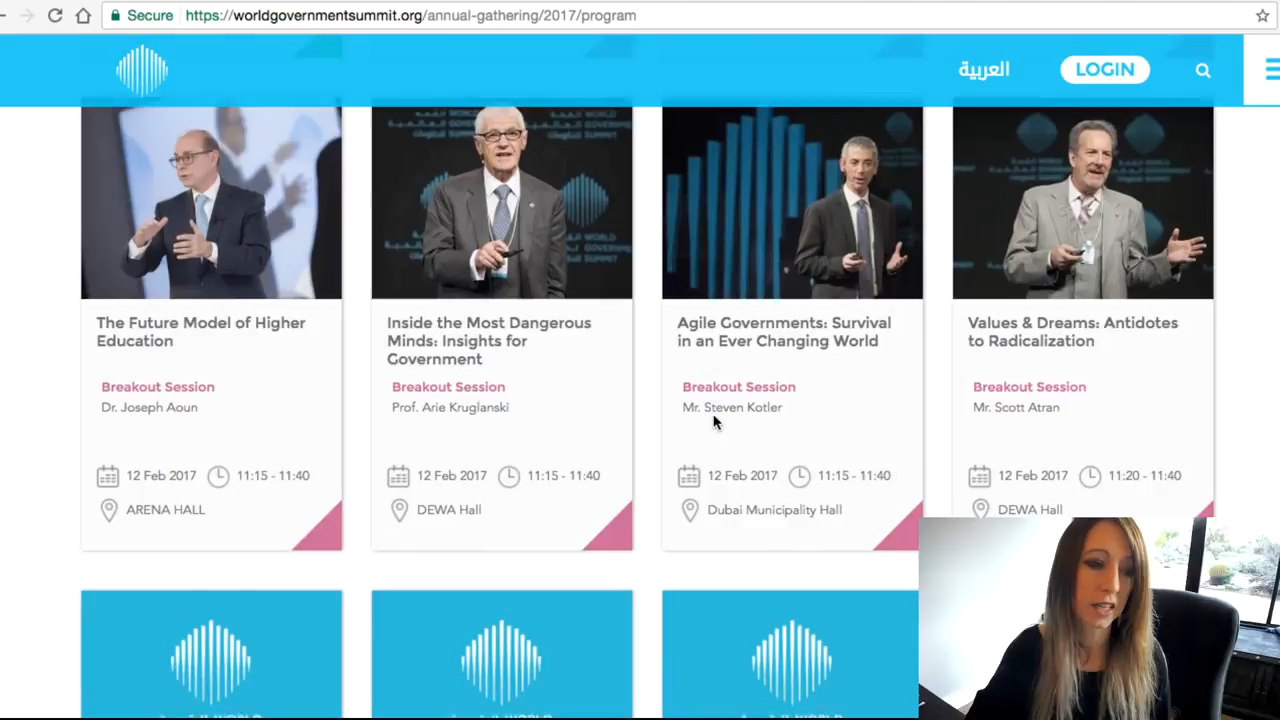 Secure
https://worldgovernmentsummit.org/annual-gathering/2017/program
العربية
LOGIN
The Future Model of Higher
Education
Breakout Session
Dr. Joseph Aoun
12 Feb 2017
11:15 - 11:40
ARENA HALL
Inside the Most Dangerous
Minds: Insights for
Government
Breakout Session
Prof. Arie Kruglanski
12 Feb 2017
11:15 - 11:40
DEWA Hall
Agile Governments: Survival
in an Ever Changing World
Breakout Session
Mr. Steven Kotler
12 Feb 2017
11:15 - 11:40
Dubai Municipality Hall
Values & Dreams: Antidotes
to Radicalization
Breakout Session
Mr. Scott Atran
12 Feb 2017
11:20 - 11:40
DEWA Hall